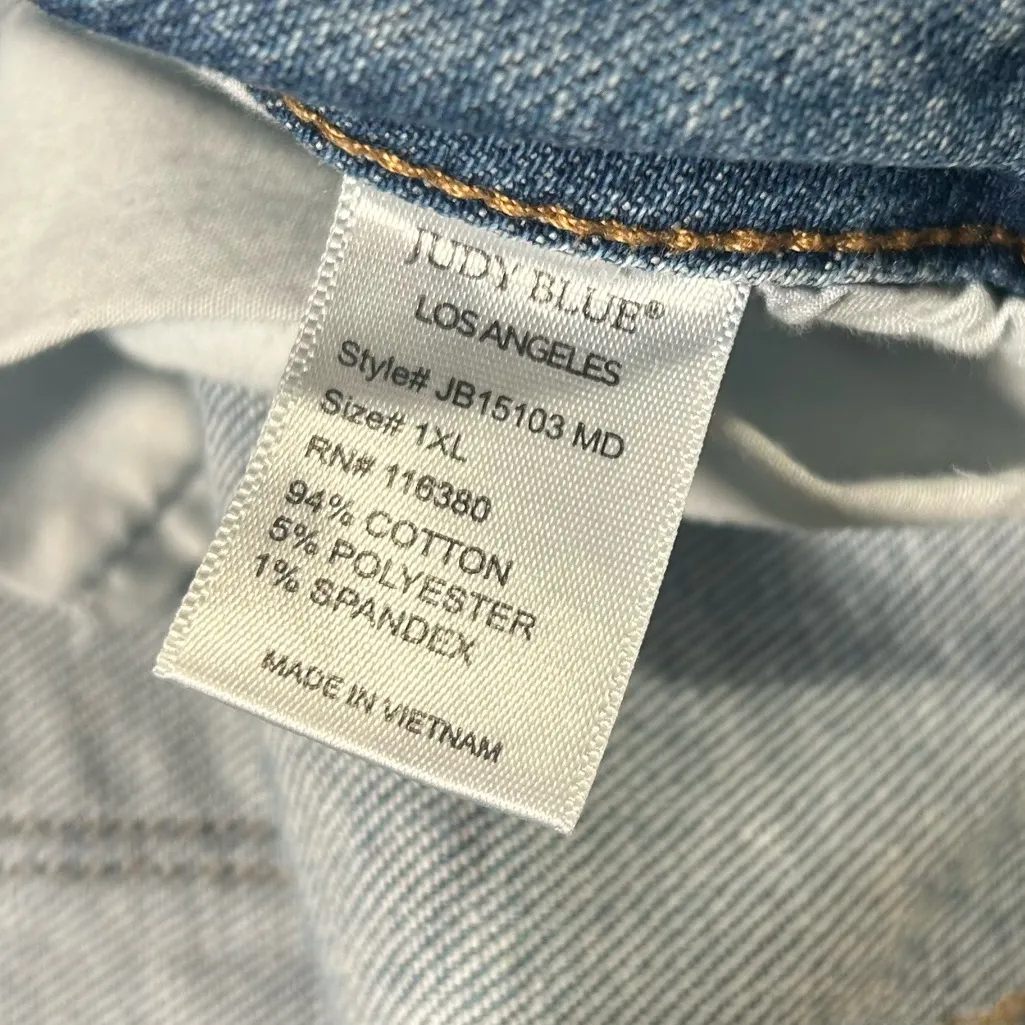 JUDY BLUE®
LOS ANGELES
Style# JB15103 MD
Size# 1XL
RN# 116380
94% COTTON
5% POLYESTER
1% SPANDEX
MADE IN VIETNAM